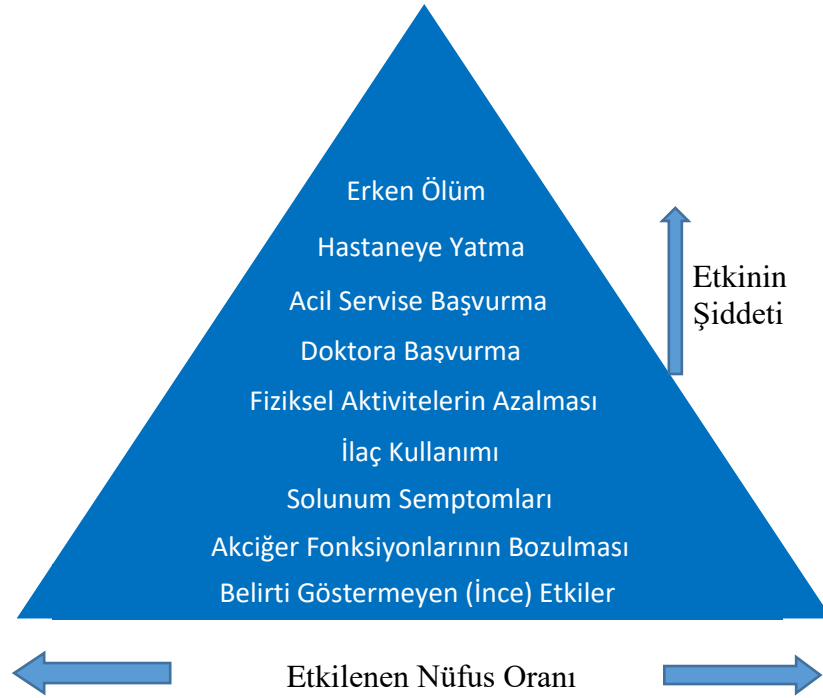 Erken Ölüm
Hastaneye Yatma
Acil Servise Başvurma
Doktora Başvurma
Fiziksel Aktivitelerin Azalması
İlaç Kullanımı
Solunum Semptomları
Akciğer Fonksiyonlarının Bozulması
Belirti Göstermeyen (İnce) Etkiler
Etkinin
Şiddeti
Etkilenen Nüfus Oranı